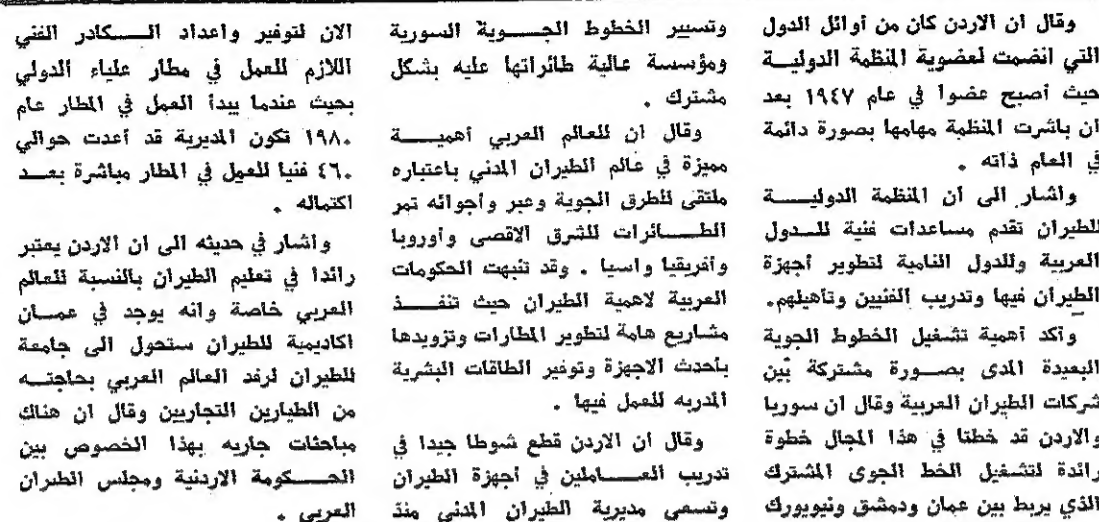 وقال ان الاردن كان من أوائل الدول
التي انضمت لعضوية المنظمة الدولية
حيث أصبح عضوا في عام ١٩٤٧ بعد
ان باشرت المنظمة مهامها بصورة دائمة
في العام ذاته .
واشار الى أن المنظمة الدولية
للطيران تقدم مساعدات فنية للدول
العربية وللدول النامية لتطوير أجهزة
الطيران فيها وتدريب الفنيين وتأهيلهم .
وأكد أهمية تشغيل الخطوط الجوية
البعيدة المدى بصورة مشتركة بين
شركات الطيران العربية وقال ان سوريا
والاردن قد خطتا في هذا المجال خطوة
رائدة لتشغيل الخط الجوى المشترك
الذي يربط بين عمان ودمشق ونيويورك
وتسيير الخطوط الجوية السورية
ومؤسسة عالية طائراتها عليه بشكل
مشترك .
وقال ان للعالم العربي أهمية
مميزة في عالم الطيران المدني باعتباره
ملتقى للطرق الجوية وعبر وأجوائه تمر
الطائرات للشرق الاقصى وأوروبا
وأفريقيا واسيا . وقد تنبهت الحكومات
العربية لاهمية الطيران حيث تنفذ
مشاريع هامة لتطوير المطارات وتزويدها
بأحدث الاجهزة وتوفير الطاقات البشرية
المدربه للعمل فيها .
وقال ان الاردن قطع شوطا جيدا في
تدريب العاملين في أجهزة الطيران
وتسعى مديرية الطيران المدني منذ
الان لتوفير واعداد الكادر الفني
اللازم للعمل في مطار علياء الدولي
بحيث عندما يبدأ العمل في المطار عام
١٩٨٠ تكون المديرية قد أعدت حوالي
٤٦٠ فنيا للعمل في المطار مباشرة بعد
اكتماله .
واشار في حديثه الى ان الاردن يعتبر
رائدا في تعليم الطيران بالنسبة للعالم
العربي خاصة وانه يوجد في عمان
اكاديمية للطيران ستحول الى جامعة
للطيران لرفد العالم العربي بحاجته
من الطيارين التجاريين وقال ان هناك
مباحثات جاريه بهذا الخصوص بين
الحكومة الاردنية ومجلس الطيران
العربي .